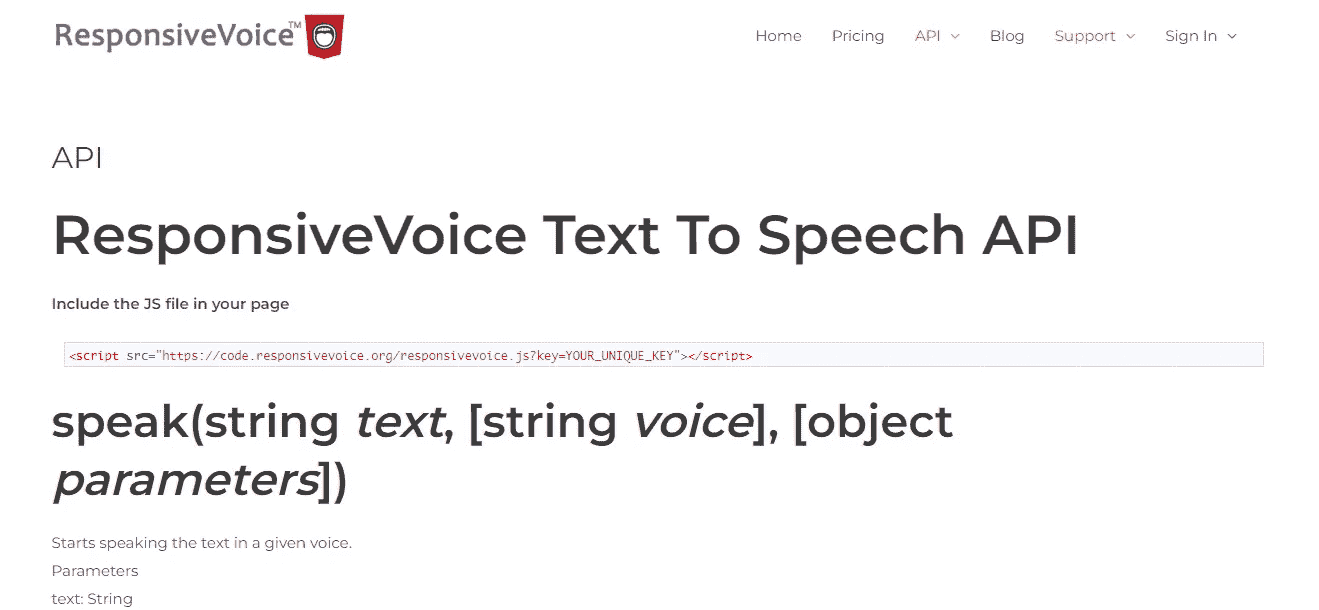 ResponsiveVoice™
Home Pricing API Blog Support Sign In
API
ResponsiveVoice Text To Speech API
Include the JS file in your page
<script src="https://code.responsivevoice.org/responsivevoice.js?key=YOUR_UNIQUE_KEY"></script>
speak(string text, [string voice], [object
parameters])
Starts speaking the text in a given voice.
Parameters
text: String